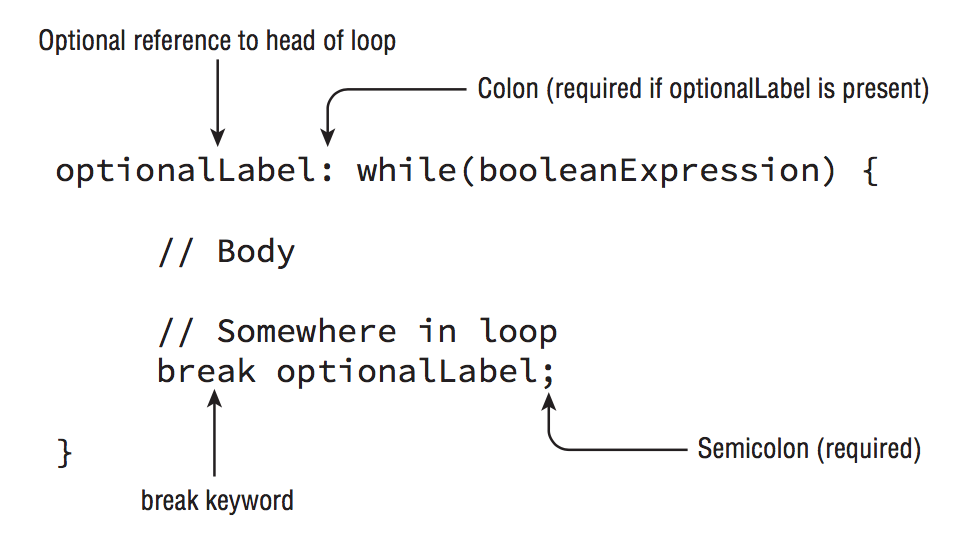 Optional reference to head of loop
Colon (required if optionalLabel is present)
optionalLabel: while(booleanExpression) {
// Body
// Somewhere in loop
break optionalLabel;
}
Semicolon (required)
break keyword